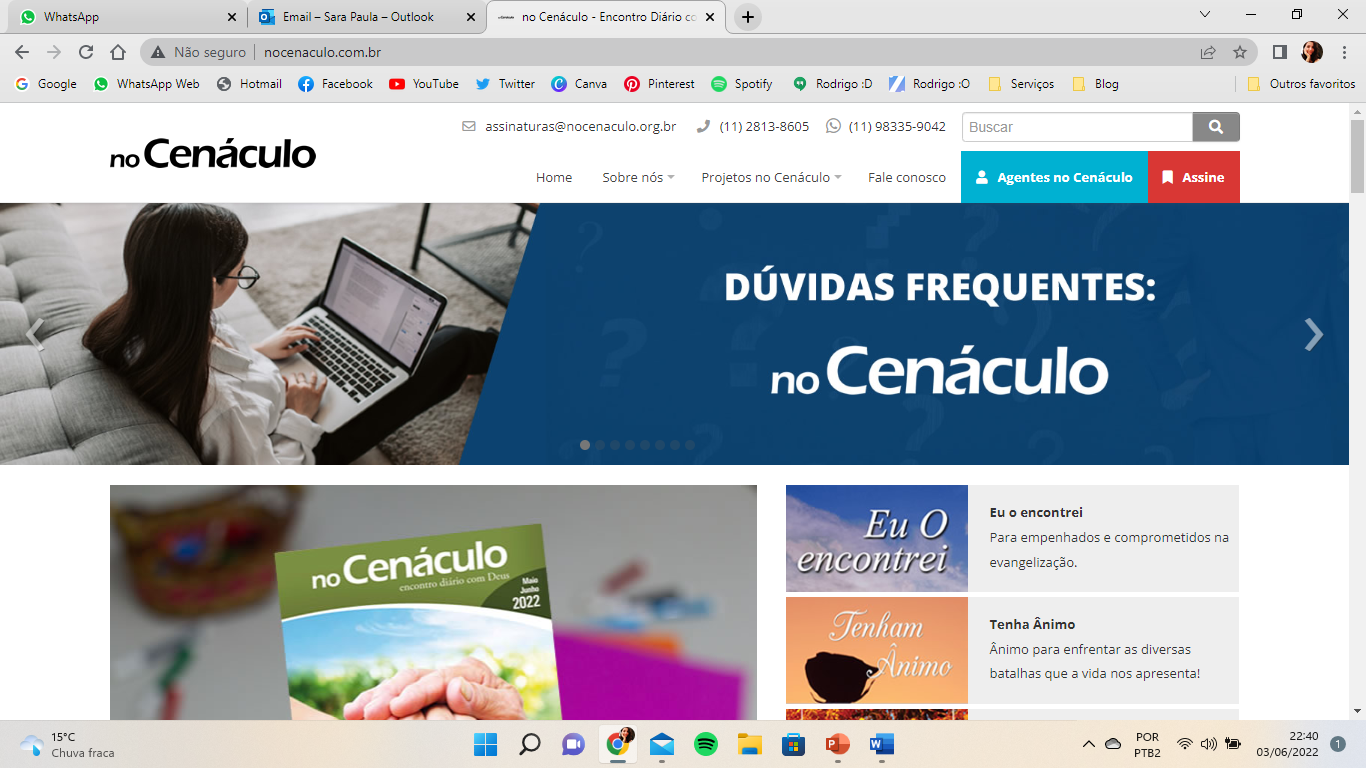 WhatsApp
Email – Sara Paula – Outlook
no Cenáculo - Encontro Diário co
Não seguro
nocenaculo.com.br
Google
WhatsApp Web
Hotmail
Facebook
YouTube
Twitter
Canva
Pinterest
Spotify
Rodrigo :D
Rodrigo :O
Serviços
Blog
Outros favoritos
no Cenáculo
assinaturas@nocenaculo.org.br
(11) 2813-8605
(11) 98335-9042
Buscar
Home
Sobre nós
Projetos no Cenáculo
Fale conosco
Agentes no Cenáculo
Assine
DÚVIDAS FREQUENTES:
no Cenáculo
no Cenáculo
encontro diário com Deus
Maio
Junho
2022
Eu O
encontrei
Eu o encontrei
Para empenhados e comprometidos na
evangelização.
Tenham
Ânimo
Tenha Ânimo
Ânimo para enfrentar as diversas
batalhas que a vida nos apresenta!
15°C
Chuva fraca
POR
PTB2
22:40
03/06/2022
1